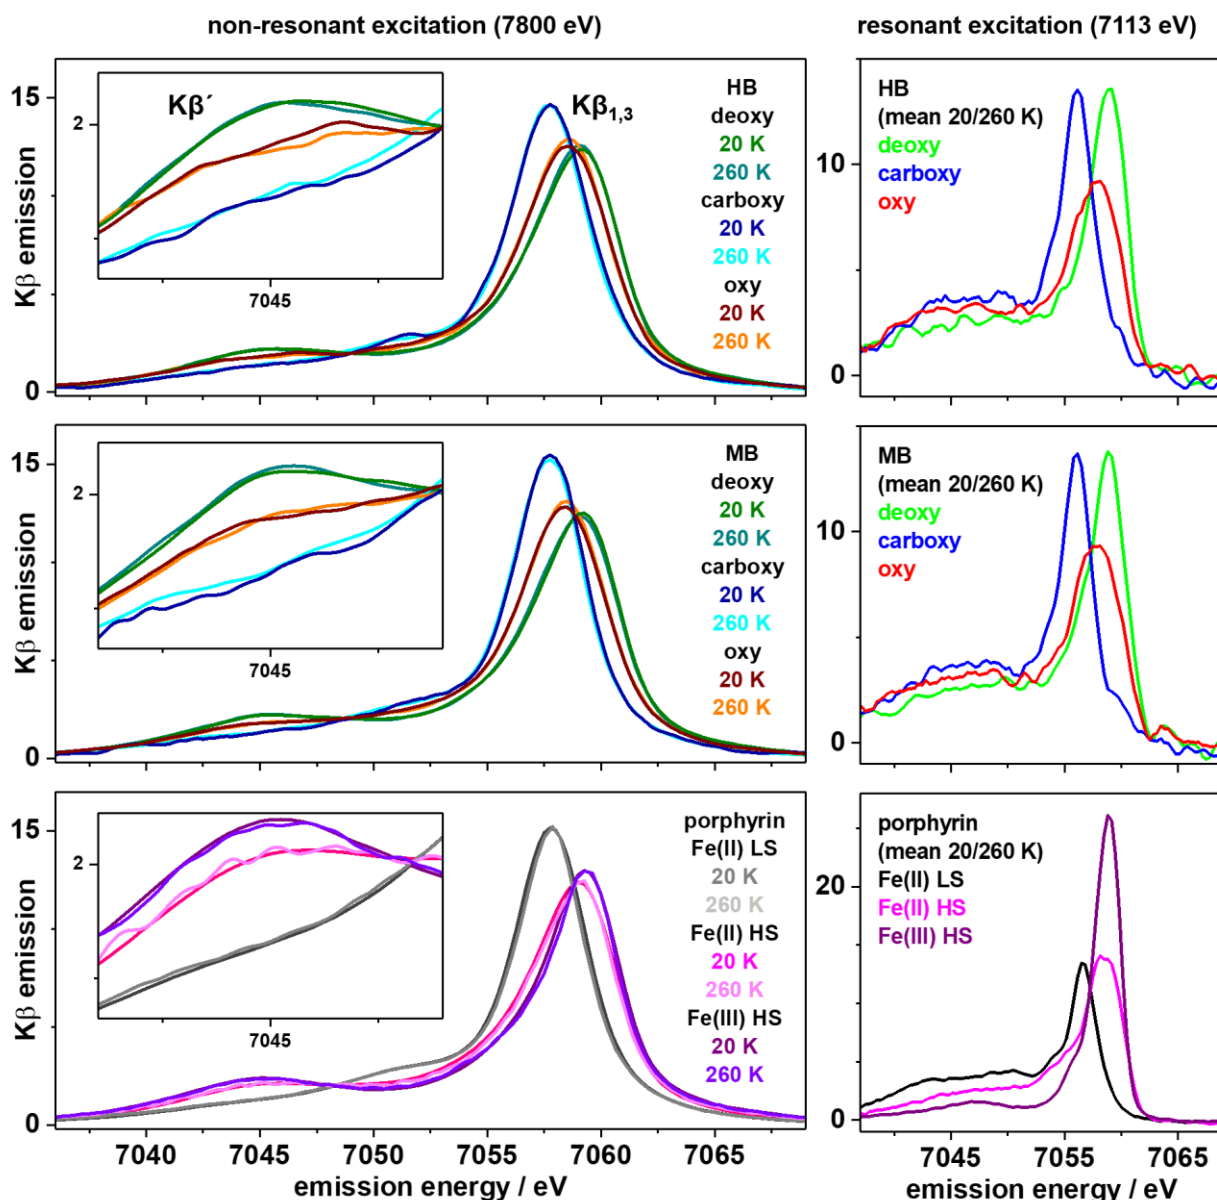 non-resonant excitation (7800 eV)
resonant excitation (7113 eV)
Kβ emission
15
0
Kβ´
2
7045
Kβ1,3
HB
deoxy
20 K
260 K
carboxy
20 K
260 K
oxy
20 K
260 K
10
0
HB
(mean 20/260 K)
deoxy
carboxy
oxy
Kβ emission
15
0
2
7045
MB
deoxy
20 K
260 K
carboxy
20 K
260 K
oxy
20 K
260 K
10
0
MB
(mean 20/260 K)
deoxy
carboxy
oxy
Kβ emission
15
0
2
7045
porphyrin
Fe(II) LS
20 K
260 K
Fe(II) HS
20 K
260 K
Fe(III) HS
20 K
260 K
7040 7045 7050 7055 7060 7065
emission energy / eV
20
0
porphyrin
(mean 20/260 K)
Fe(II) LS
Fe(II) HS
Fe(III) HS
7045 7055 7065
emission energy / eV